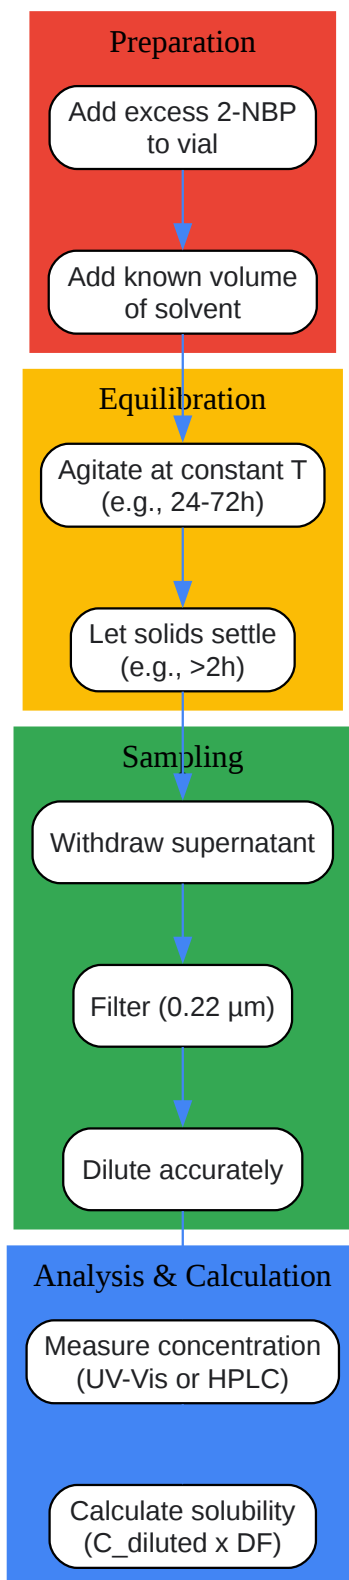 Preparation
Add excess 2-NBP
to vial
Add known volume
of solvent
Equilibration
Agitate at constant T
(e.g., 24-72h)
Let solids settle
(e.g., >2h)
Sampling
Withdraw supernatant
Filter (0.22 µm)
Dilute accurately
Analysis & Calculation
Measure concentration
(UV-Vis or HPLC)
Calculate solubility
(C_diluted x DF)